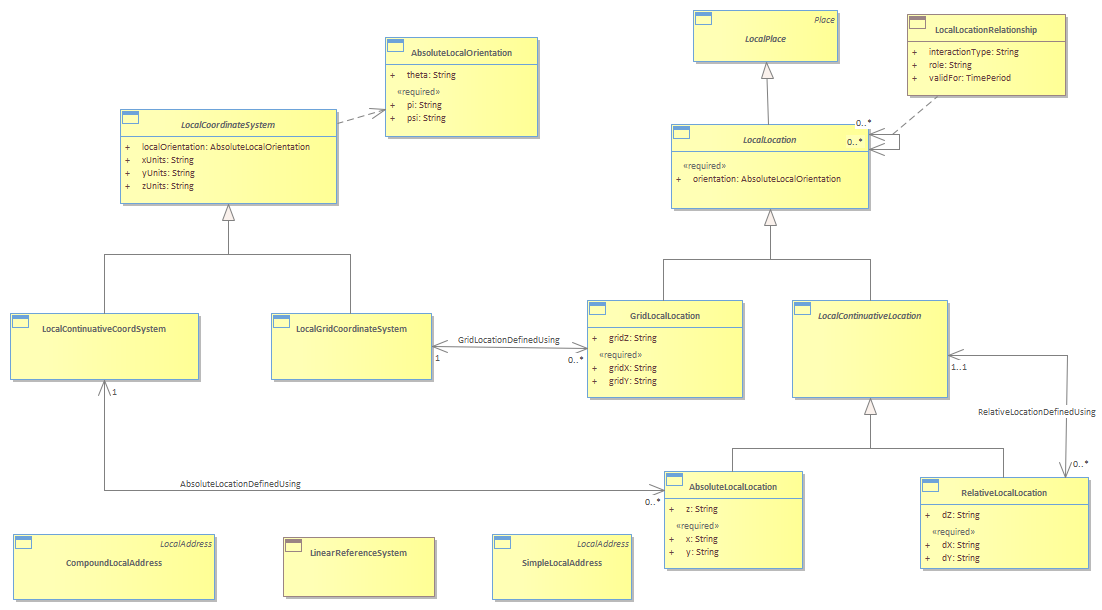 Place
LocalPlace
LocalLocationRelationship
+ interactionType: String
+ role: String
+ validFor: TimePeriod
AbsoluteLocalOrientation
+ theta: String
«required»
+ pi: String
+ psi: String
LocalCoordinateSystem
+ localOrientation: AbsoluteLocalOrientation
+ xUnits: String
+ yUnits: String
+ zUnits: String
0..*
0..*
LocalLocation
«required»
+ orientation: AbsoluteLocalOrientation
LocalContinuativeCoordSystem
LocalGridCoordinateSystem
GridLocationDefinedUsing
1
0..*
GridLocalLocation
+ gridZ: String
«required»
+ gridX: String
+ gridY: String
LocalContinuativeLocation
1..1
RelativeLocationDefinedUsing
0..*
1
AbsoluteLocationDefinedUsing
0..*
AbsoluteLocalLocation
+ z: String
«required»
+ x: String
+ y: String
RelativeLocalLocation
+ dZ: String
«required»
+ dX: String
+ dY: String
LocalAddress
CompoundLocalAddress
LinearReferenceSystem
LocalAddress
SimpleLocalAddress